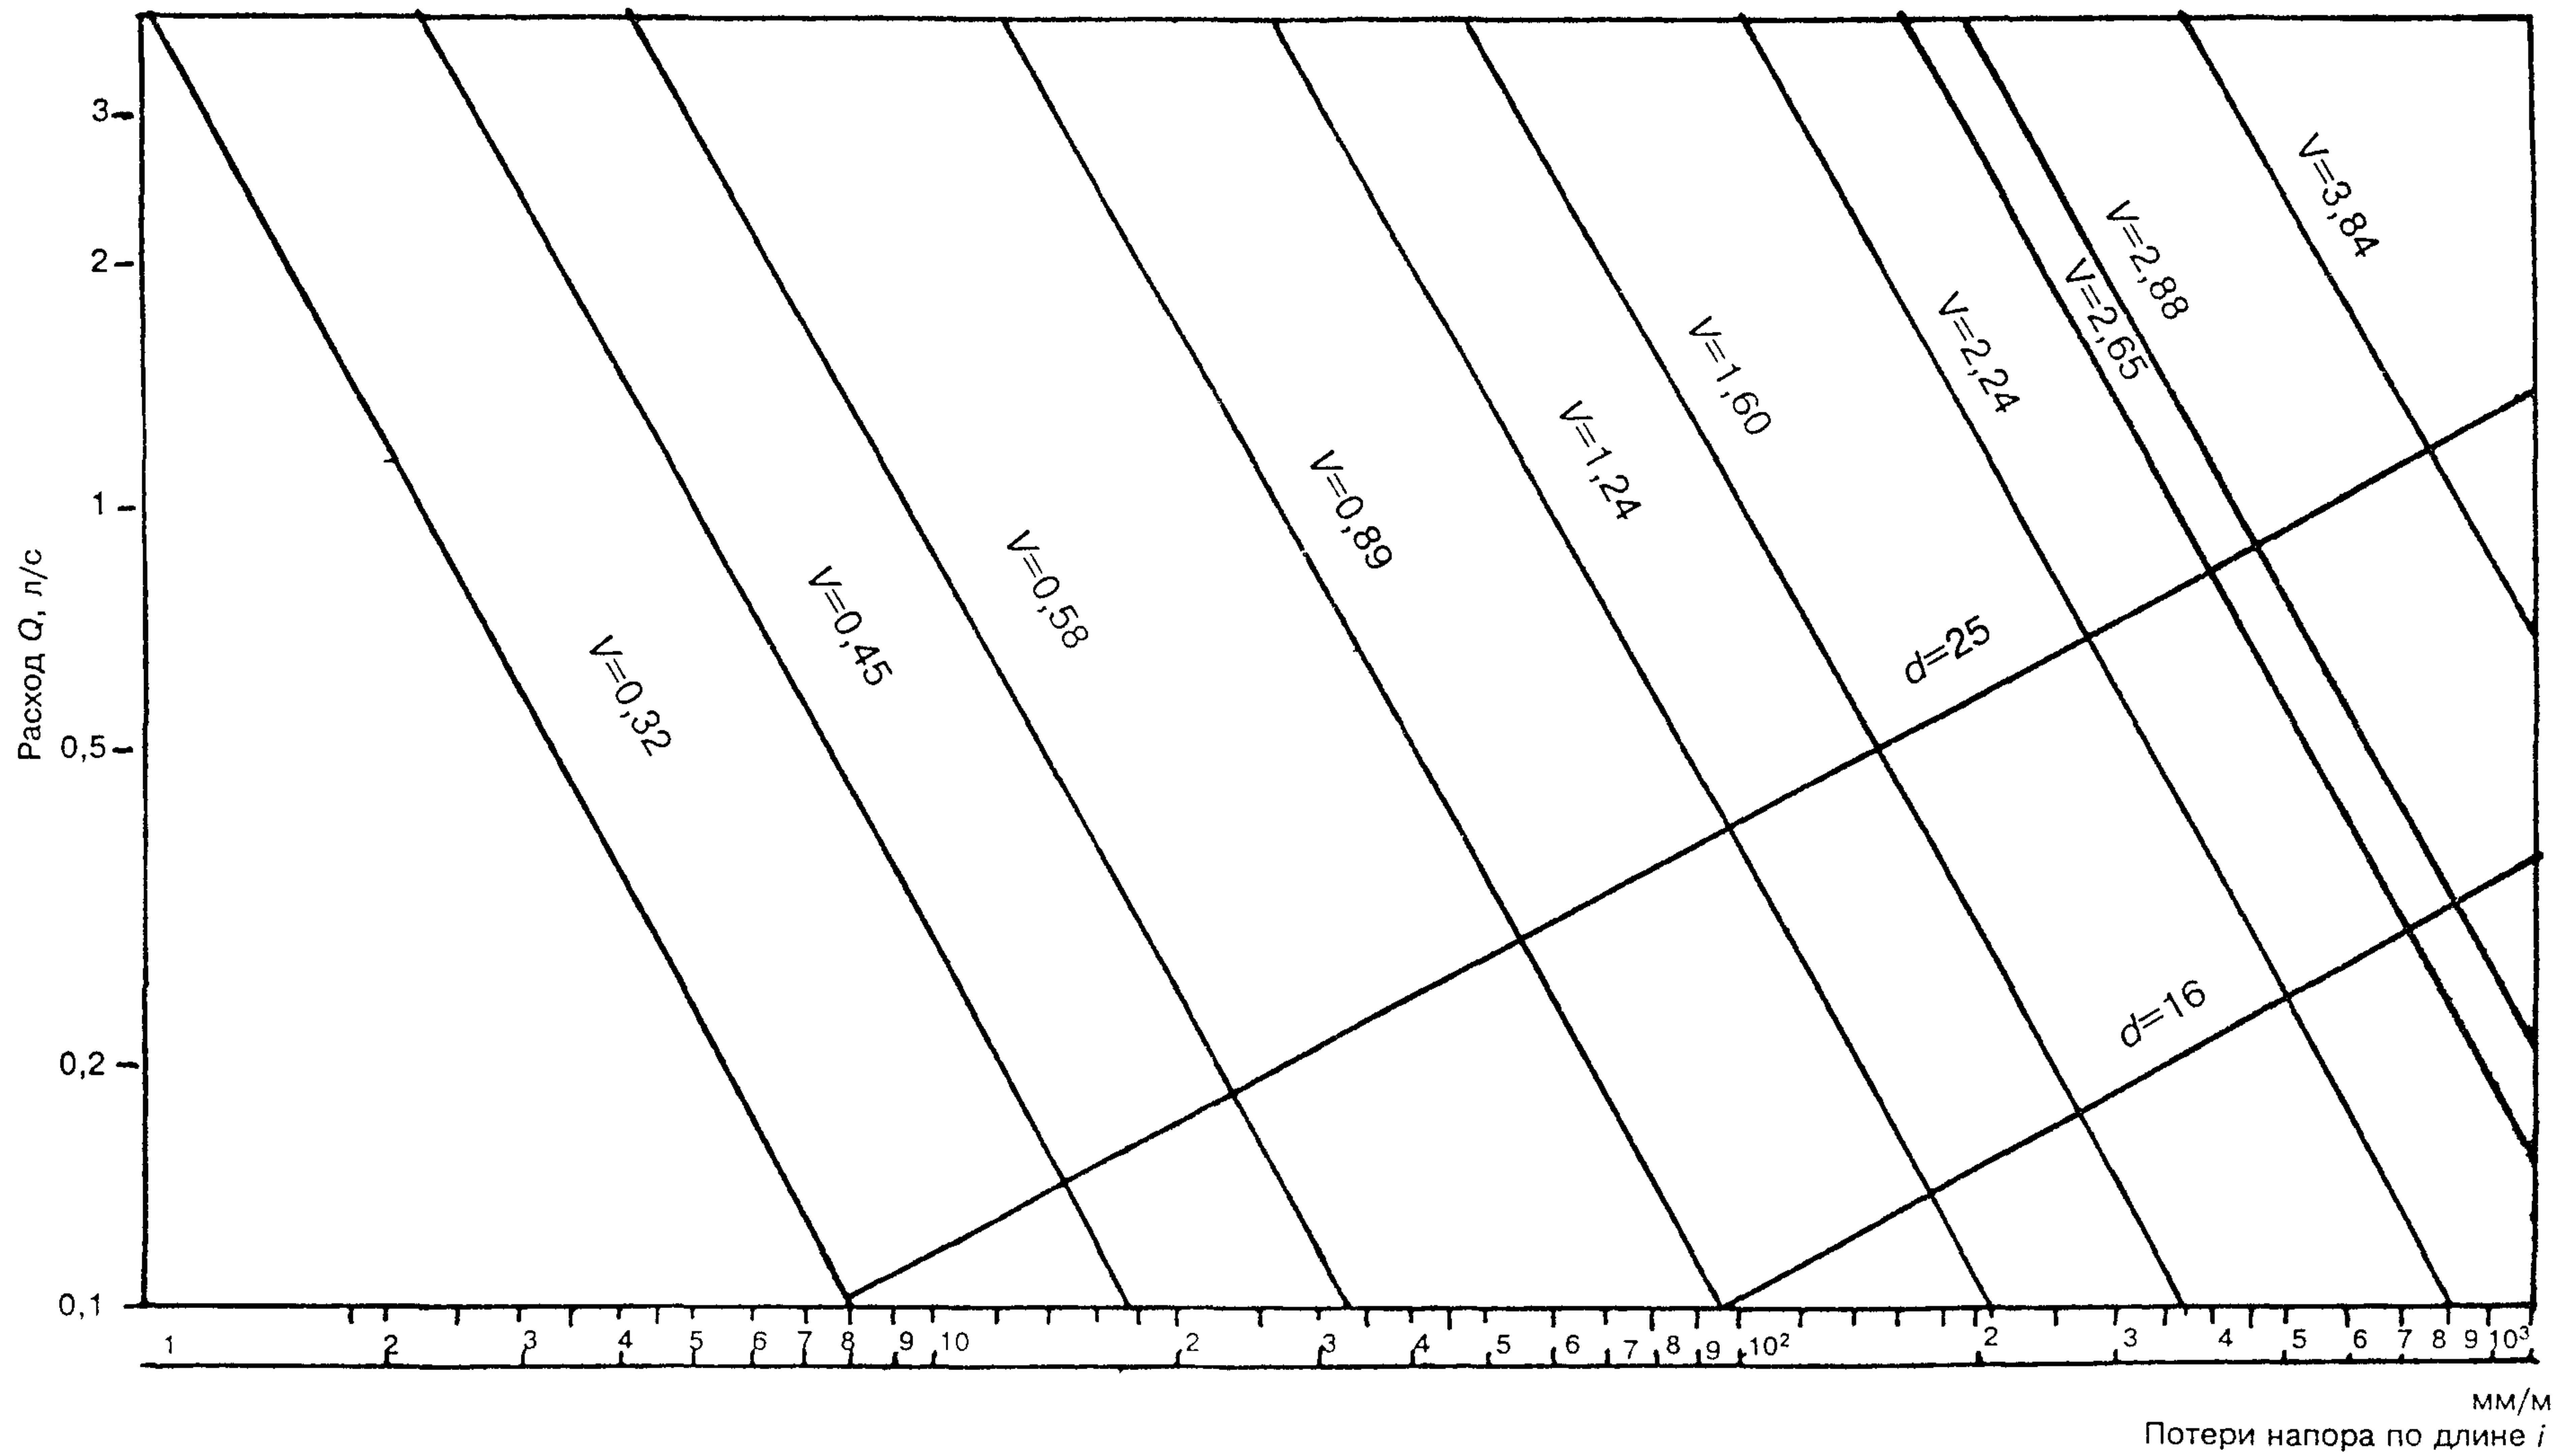 3
2
1
0,5
0,2
0,1
Расход Q, л/с
V=0,32
V=0,45
V=0,58
V=0,89
V=1,24
V=1,60
V=2,24
V=2,65
V=2,88
V=3,84
d=25
d=16
1 2 3 4 5 6 7 8 9 10 2 3 4 5 6 7 8 9 10² 2 3 4 5 6 7 8 9 10³
мм/м
Потери напора по длине i